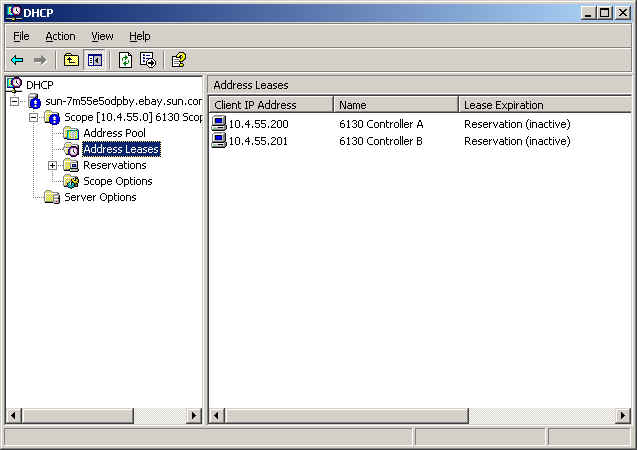 DHCP
File Action View Help
DHCP
sun-7m55e5odpby.ebay.sun.cor
Scope [10.4.55.0] 6130 Scop
Address Pool
Address Leases
Reservations
Scope Options
Server Options
Address Leases
Client IP Address Name Lease Expiration
10.4.55.200 6130 Controller A Reservation (inactive)
10.4.55.201 6130 Controller B Reservation (inactive)